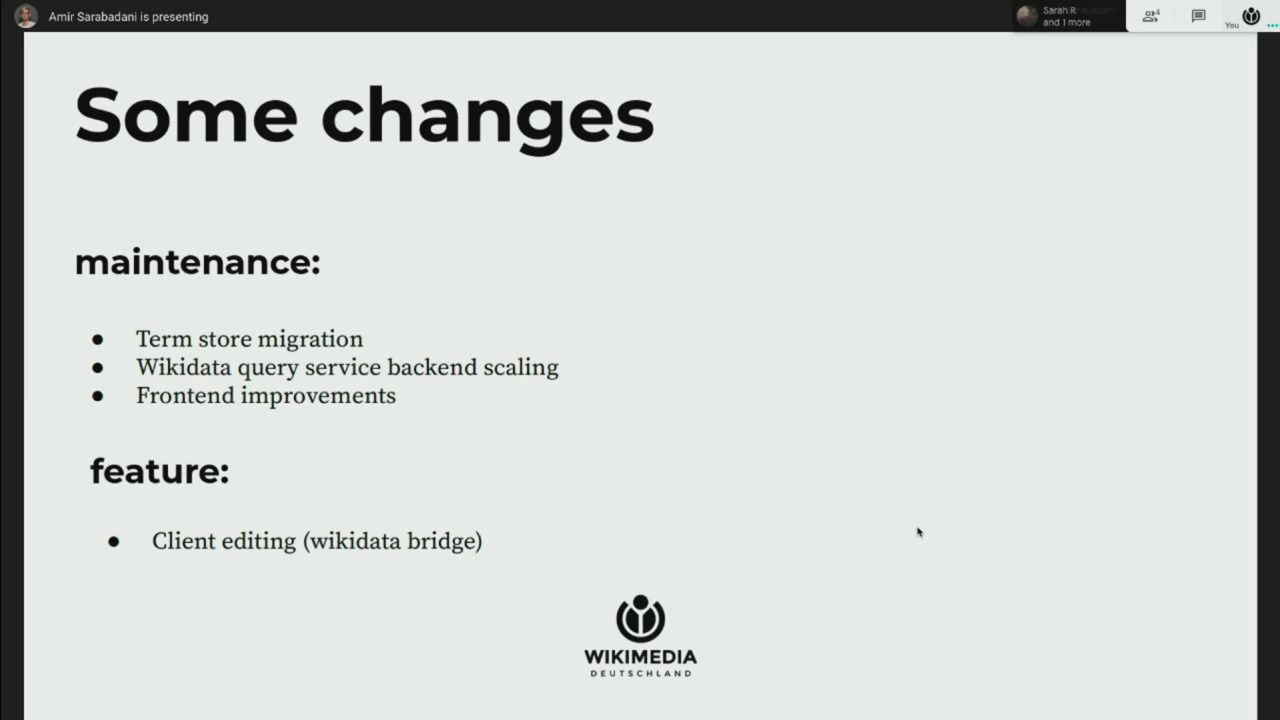 Amir Sarabadani is presenting
Sarah R
and 1 more
4
You
Some changes
maintenance:
● Term store migration
● Wikidata query service backend scaling
● Frontend improvements
feature:
● Client editing (wikidata bridge)
WIKIMEDIA
DEUTSCHLAND